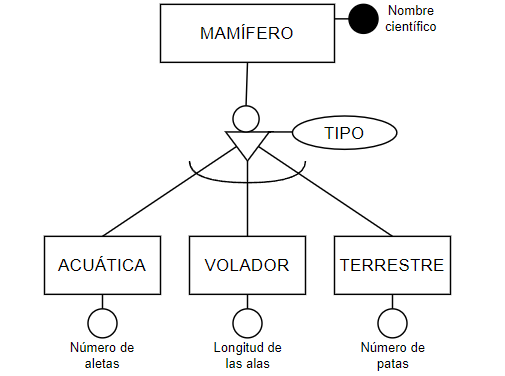 MAMÍFERO
Nombre
científico
TIPO
ACUÁTICA
VOLADOR
TERRESTRE
Número de
aletas
Longitud de
las alas
Número de
patas